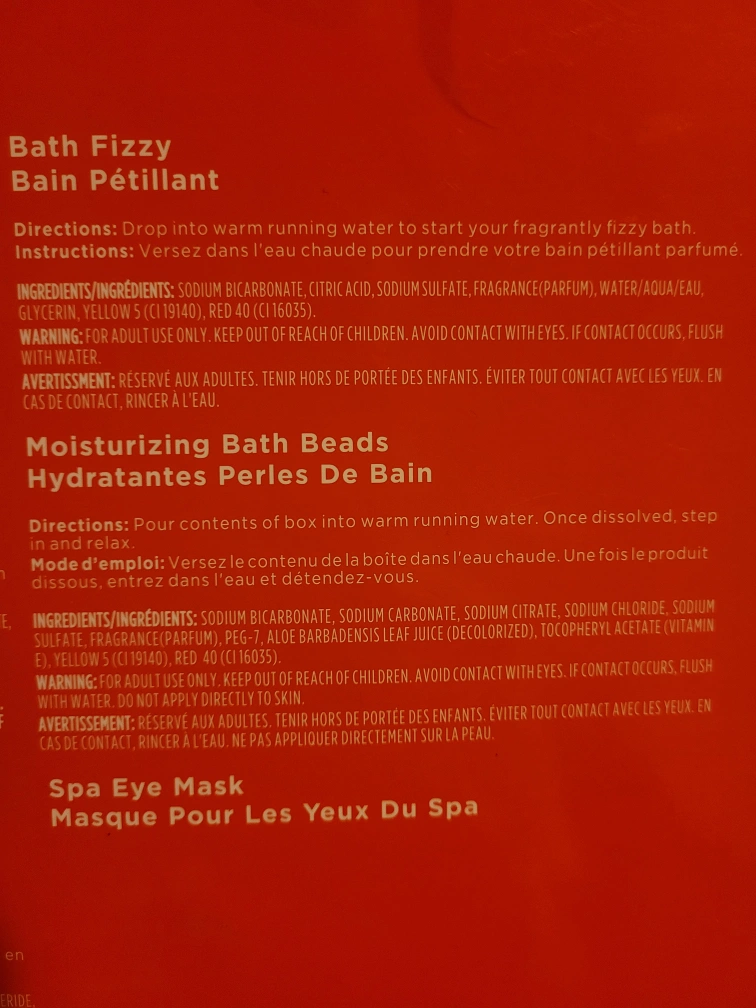 Bath Fizzy
Bain Pétillant
Directions: Drop into warm running water to start your fragrantly fizzy bath.
Instructions: Versez dans l'eau chaude pour prendre votre bain pétillant parfumé.
INGREDIENTS/INGRÉDIENTS: SODIUM BICARBONATE, CITRIC ACID, SODIUM SULFATE, FRAGRANCE(PARFUM), WATER/AQUA/EAU,
GLYCERIN, YELLOW 5 (CI 19140), RED 40 (CI 16035).
WARNING: FOR ADULT USE ONLY. KEEP OUT OF REACH OF CHILDREN. AVOID CONTACT WITH EYES. IF CONTACT OCCURS, FLUSH
WITH WATER.
AVERTISSMENT: RÉSERVÉ AUX ADULTES. TENIR HORS DE PORTÉE DES ENFANTS. ÉVITER TOUT CONTACT AVEC LES YEUX. EN
CAS DE CONTACT, RINCER À L'EAU.
Moisturizing Bath Beads
Hydratantes Perles De Bain
Directions: Pour contents of box into warm running water. Once dissolved, step
in and relax.
Mode d'emploi: Versez le contenu de la boîte dans l'eau chaude. Une fois le produit
dissous, entrez dans l'eau et détendez-vous.
INGREDIENTS/INGRÉDIENTS: SODIUM BICARBONATE, SODIUM CARBONATE, SODIUM CITRATE, SODIUM CHLORIDE, SODIUM
SULFATE, FRAGRANCE(PARFUM), PEG-7, ALOE BARBADENSIS LEAF JUICE (DECOLORIZED), TOCOPHERYL ACETATE (VITAMIN
E), YELLOW 5 (CI 19140), RED 40 (CI 16035).
WARNING: FOR ADULT USE ONLY. KEEP OUT OF REACH OF CHILDREN. AVOID CONTACT WITH EYES. IF CONTACT OCCURS, FLUSH
WITH WATER. DO NOT APPLY DIRECTLY TO SKIN.
AVERTISSEMENT: RÉSERVÉ AUX ADULTES. TENIR HORS DE PORTÉE DES ENFANTS. ÉVITER TOUT CONTACT AVEC LES YEUX. EN
CAS DE CONTACT, RINCER À L'EAU. NE PAS APPLIQUER DIRECTEMENT SUR LA PEAU.
Spa Eye Mask
Masque Pour Les Yeux Du Spa
en
ERIDE,